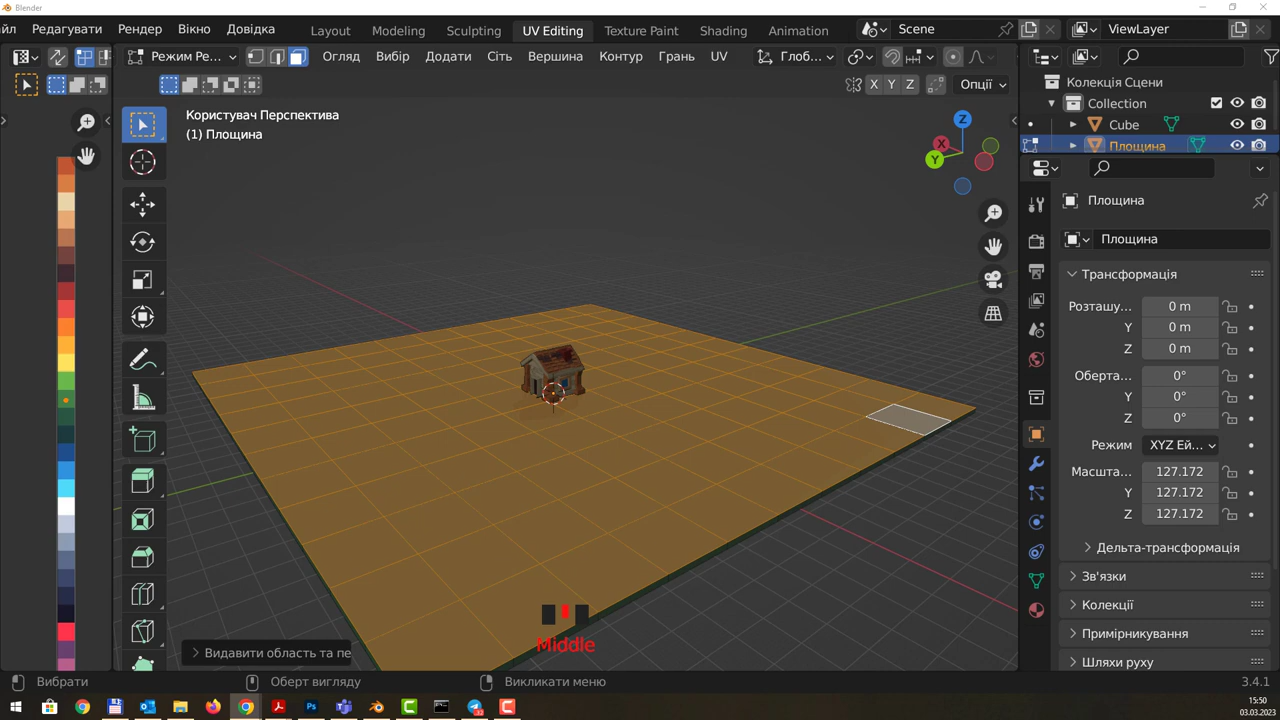 Blender
йл Редагувати Рендер Вікно Довідка Layout Modeling Sculpting UV Editing Texture Paint Shading Animation Scene ViewLayer
Режим Ре... Огляд Вибір Додати Сіть Вершина Контур Грань UV Глоб...
X Y Z Опції
Користувач Перспектива
(1) Площина
Z
X
Y
Колекція Сцени
Collection
Cube
Площина
Площина
Площина
Трансформація
Розташу... 0 m
Y 0 m
Z 0 m
Оберта... 0°
Y 0°
Z 0°
Режим XYZ Ей...
Масшта... 127.172
Y 127.172
Z 127.172
Дельта-трансформація
Зв'язки
Колекції
Примірникування
Шляхи руху
Middle
Видавити область та пе
Вибрати Оберт вигляду Викликати меню 3.4.1
15:50
03.03.2023